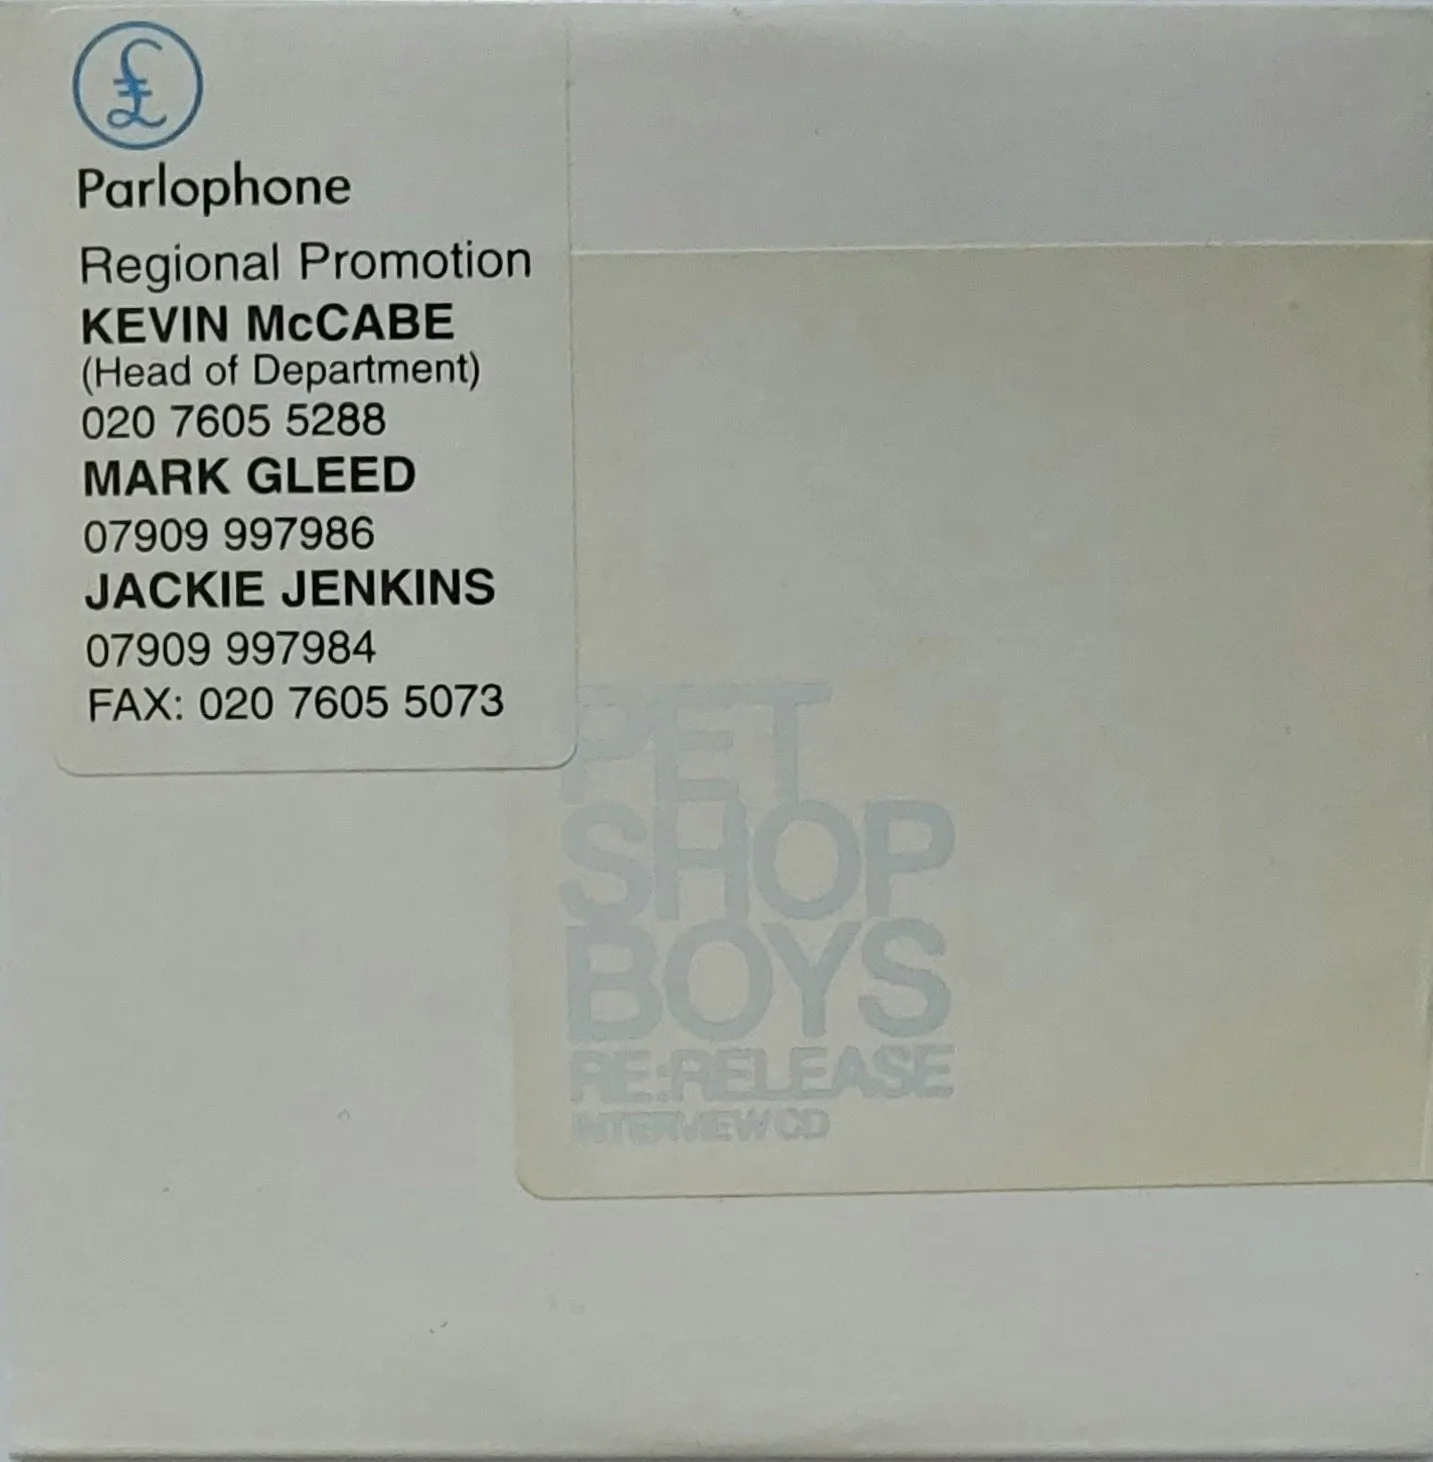 £
Parlophone
Regional Promotion
KEVIN McCABE
(Head of Department)
020 7605 5288
MARK GLEED
07909 997986
JACKIE JENKINS
07909 997984
FAX: 020 7605 5073
PET
SHOP
BOYS
RE:RELEASE
INTERVIEW CD